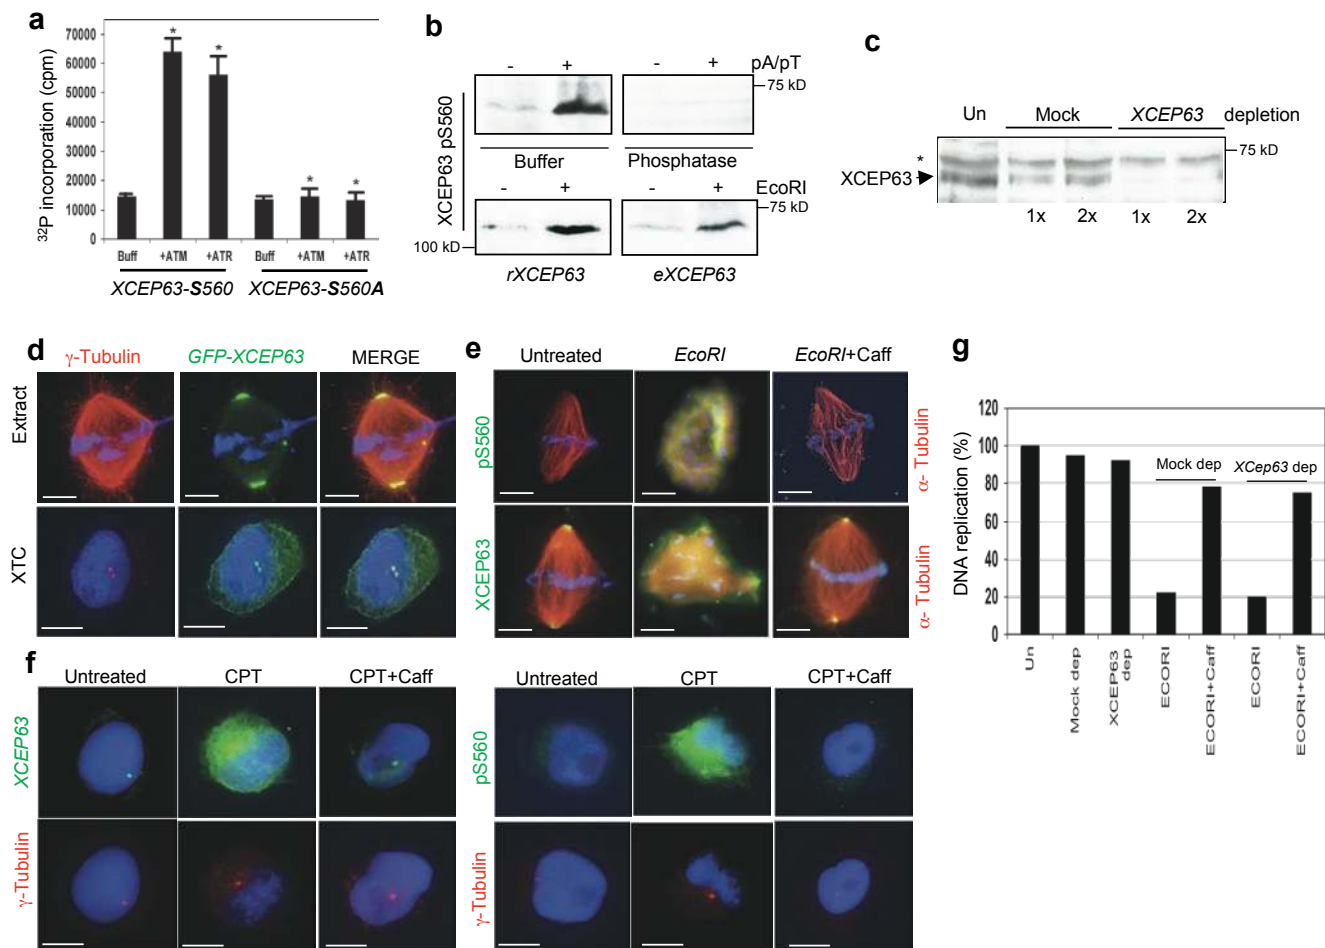 a
70000
60000
50000
40000
30000
20000
10000
0
32P incorporation (cpm)
* * * *
Buff +ATM +ATR Buff +ATM +ATR
XCEP63-S560 XCEP63-S560A
b
- + - + pA/pT
75 kD
XCEP63 pS560
Buffer Phosphatase
- + - + EcoRI
75 kD
100 kD
rXCEP63 eXCEP63
c
Un Mock XCEP63 depletion
75 kD
*
XCEP63
1x 2x 1x 2x
d
γ-Tubulin GFP-XCEP63 MERGE
Extract
XTC
e
Untreated EcoRI EcoRI+Caff
pS560
α- Tubulin
XCEP63
α- Tubulin
f
Untreated CPT CPT+Caff
XCEP63
γ-Tubulin
Untreated CPT CPT+Caff
pS560
γ-Tubulin
g
120
100
80
60
40
20
0
DNA replication (%)
Mock dep XCep63 dep
Un
Mock dep
XCEP63
dep
ECORI
ECORI+Caff
ECORI
ECORI+Caff